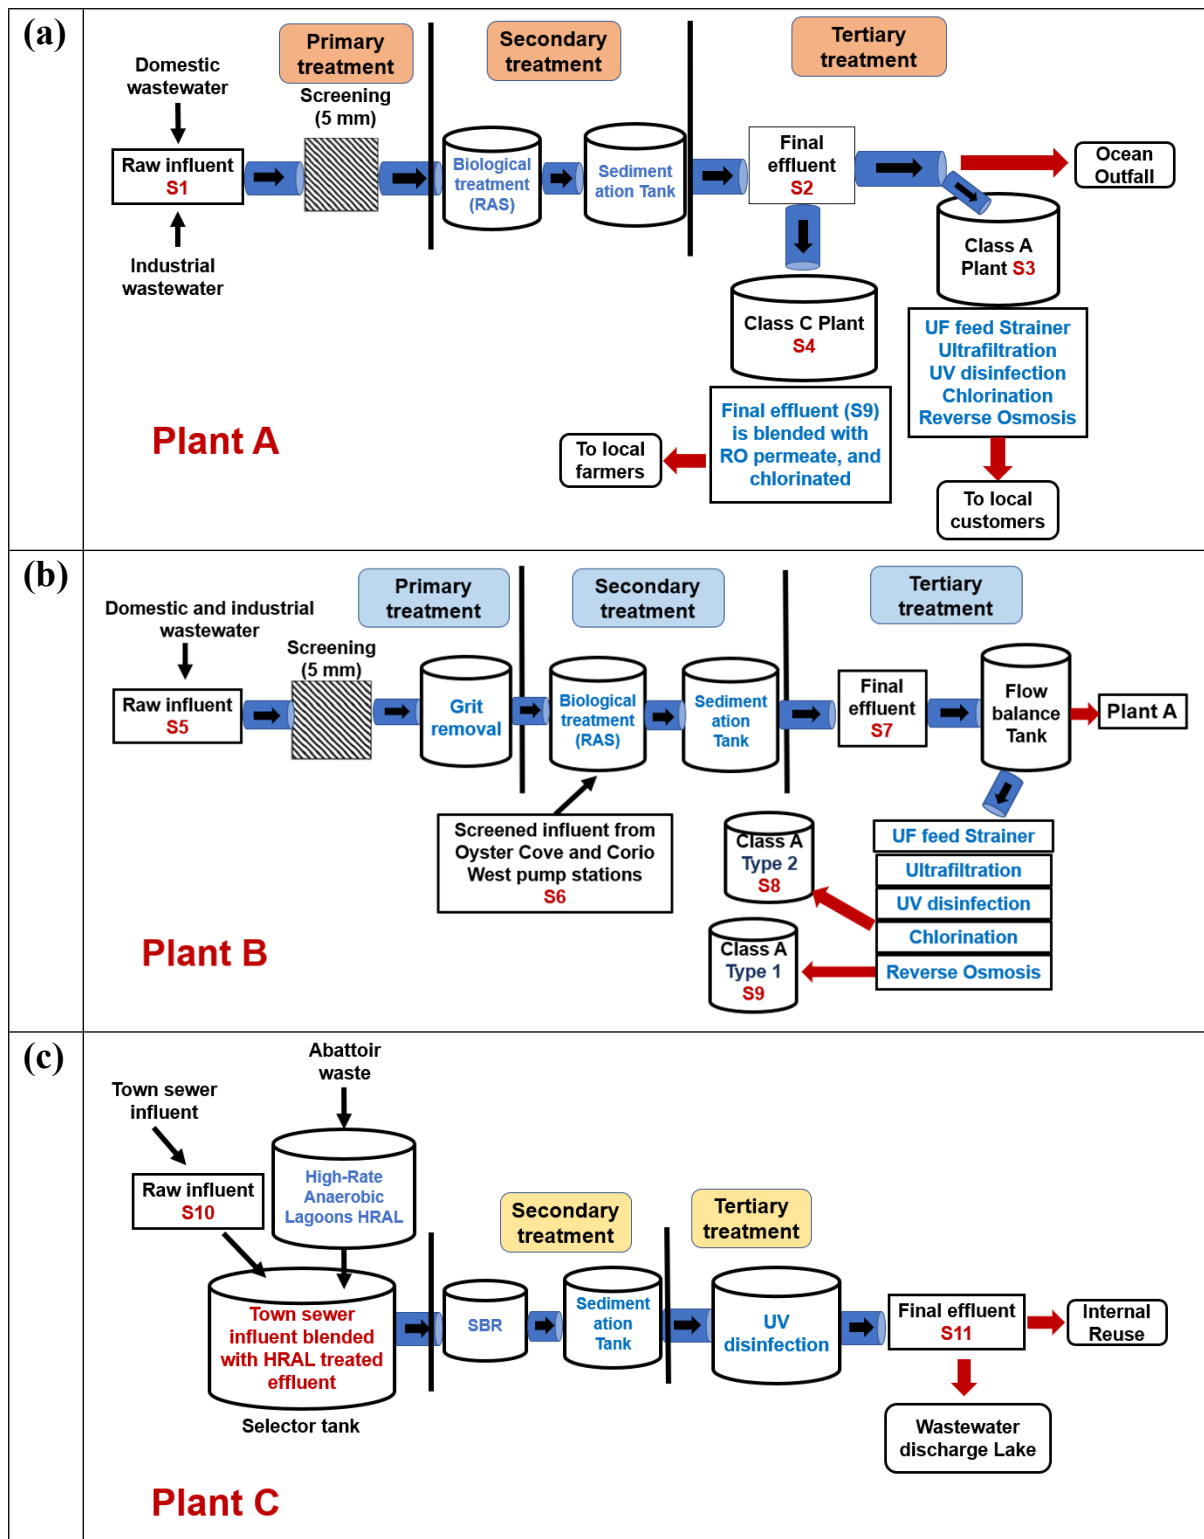 (a)
Primary
treatment
Secondary
treatment
Tertiary
treatment
Domestic
wastewater
Screening
(5 mm)
Raw influent
S1
Biological
treatment
(RAS)
Sediment
ation Tank
Final
effluent
S2
Ocean
Outfall
Industrial
wastewater
Class A
Plant S3
Class C Plant
S4
UF feed Strainer
Ultrafiltration
UV disinfection
Chlorination
Reverse Osmosis
Final effluent (S9)
is blended with
RO permeate, and
chlorinated
To local
farmers
To local
customers
Plant A
(b)
Primary
treatment
Secondary
treatment
Tertiary
treatment
Domestic and industrial
wastewater
Screening
(5 mm)
Raw influent
S5
Grit
removal
Biological
treatment
(RAS)
Sediment
ation
Tank
Final
effluent
S7
Flow
balance
Tank
Plant A
Screened influent from
Oyster Cove and Corio
West pump stations
S6
Class A
Type 2
S8
Class A
Type 1
S9
UF feed Strainer
Ultrafiltration
UV disinfection
Chlorination
Reverse Osmosis
Plant B
(c)
Abattoir
waste
Town sewer
influent
Raw influent
S10
High-Rate
Anaerobic
Lagoons HRAL
Secondary
treatment
Tertiary
treatment
Town sewer
influent blended
with HRAL treated
effluent
Selector tank
SBR
Sediment
ation
Tank
UV
disinfection
Final effluent
S11
Internal
Reuse
Wastewater
discharge Lake
Plant C